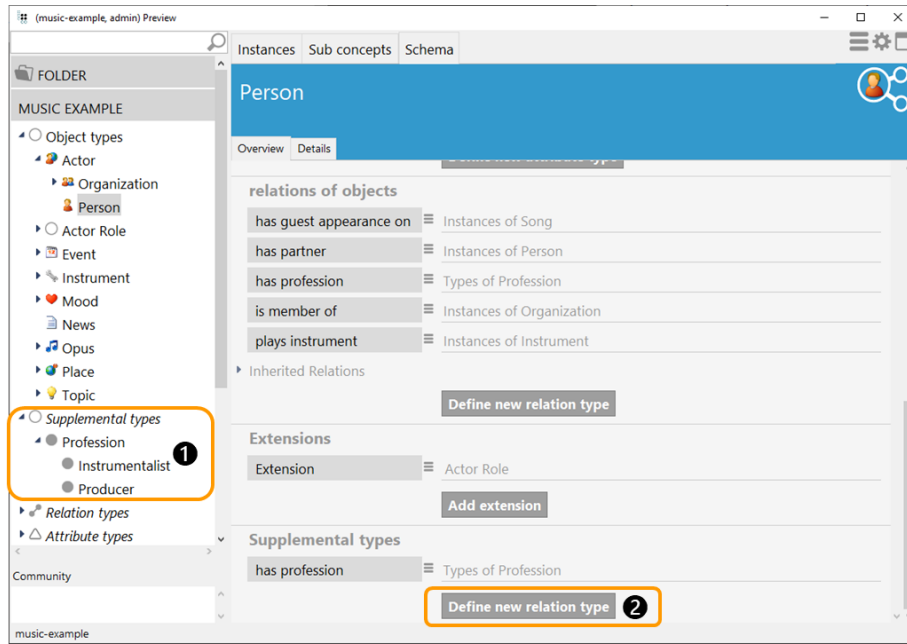 (music-example, admin) Preview
FOLDER
MUSIC EXAMPLE
Object types
Actor
Organization
Person
Actor Role
Event
Instrument
Mood
News
Opus
Place
Topic
Supplemental types
Profession
Instrumentalist
Producer
1
Relation types
Attribute types
Community
music-example
Instances Sub concepts Schema
Person
Overview Details
relations of objects
has guest appearance on Instances of Song
has partner Instances of Person
has profession Types of Profession
is member of Instances of Organization
plays instrument Instances of Instrument
Inherited Relations
Define new relation type
Extensions
Extension Actor Role
Add extension
Supplemental types
has profession Types of Profession
Define new relation type 2